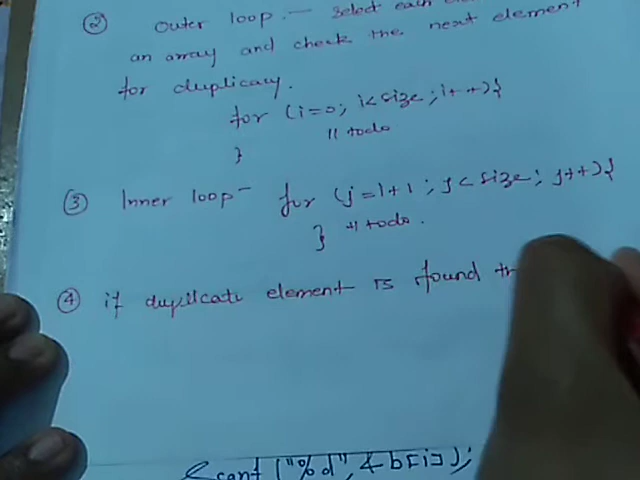 ② Outer loop :- Select each
an array and check the next element
for duplicacy.
for (i=0; i<size; i++){
// todo
}
③ Inner loop - for (j=i+1; j<size; j++){
} // todo.
④ if duplicate element is found
Scanf ("%d", & b[i]);